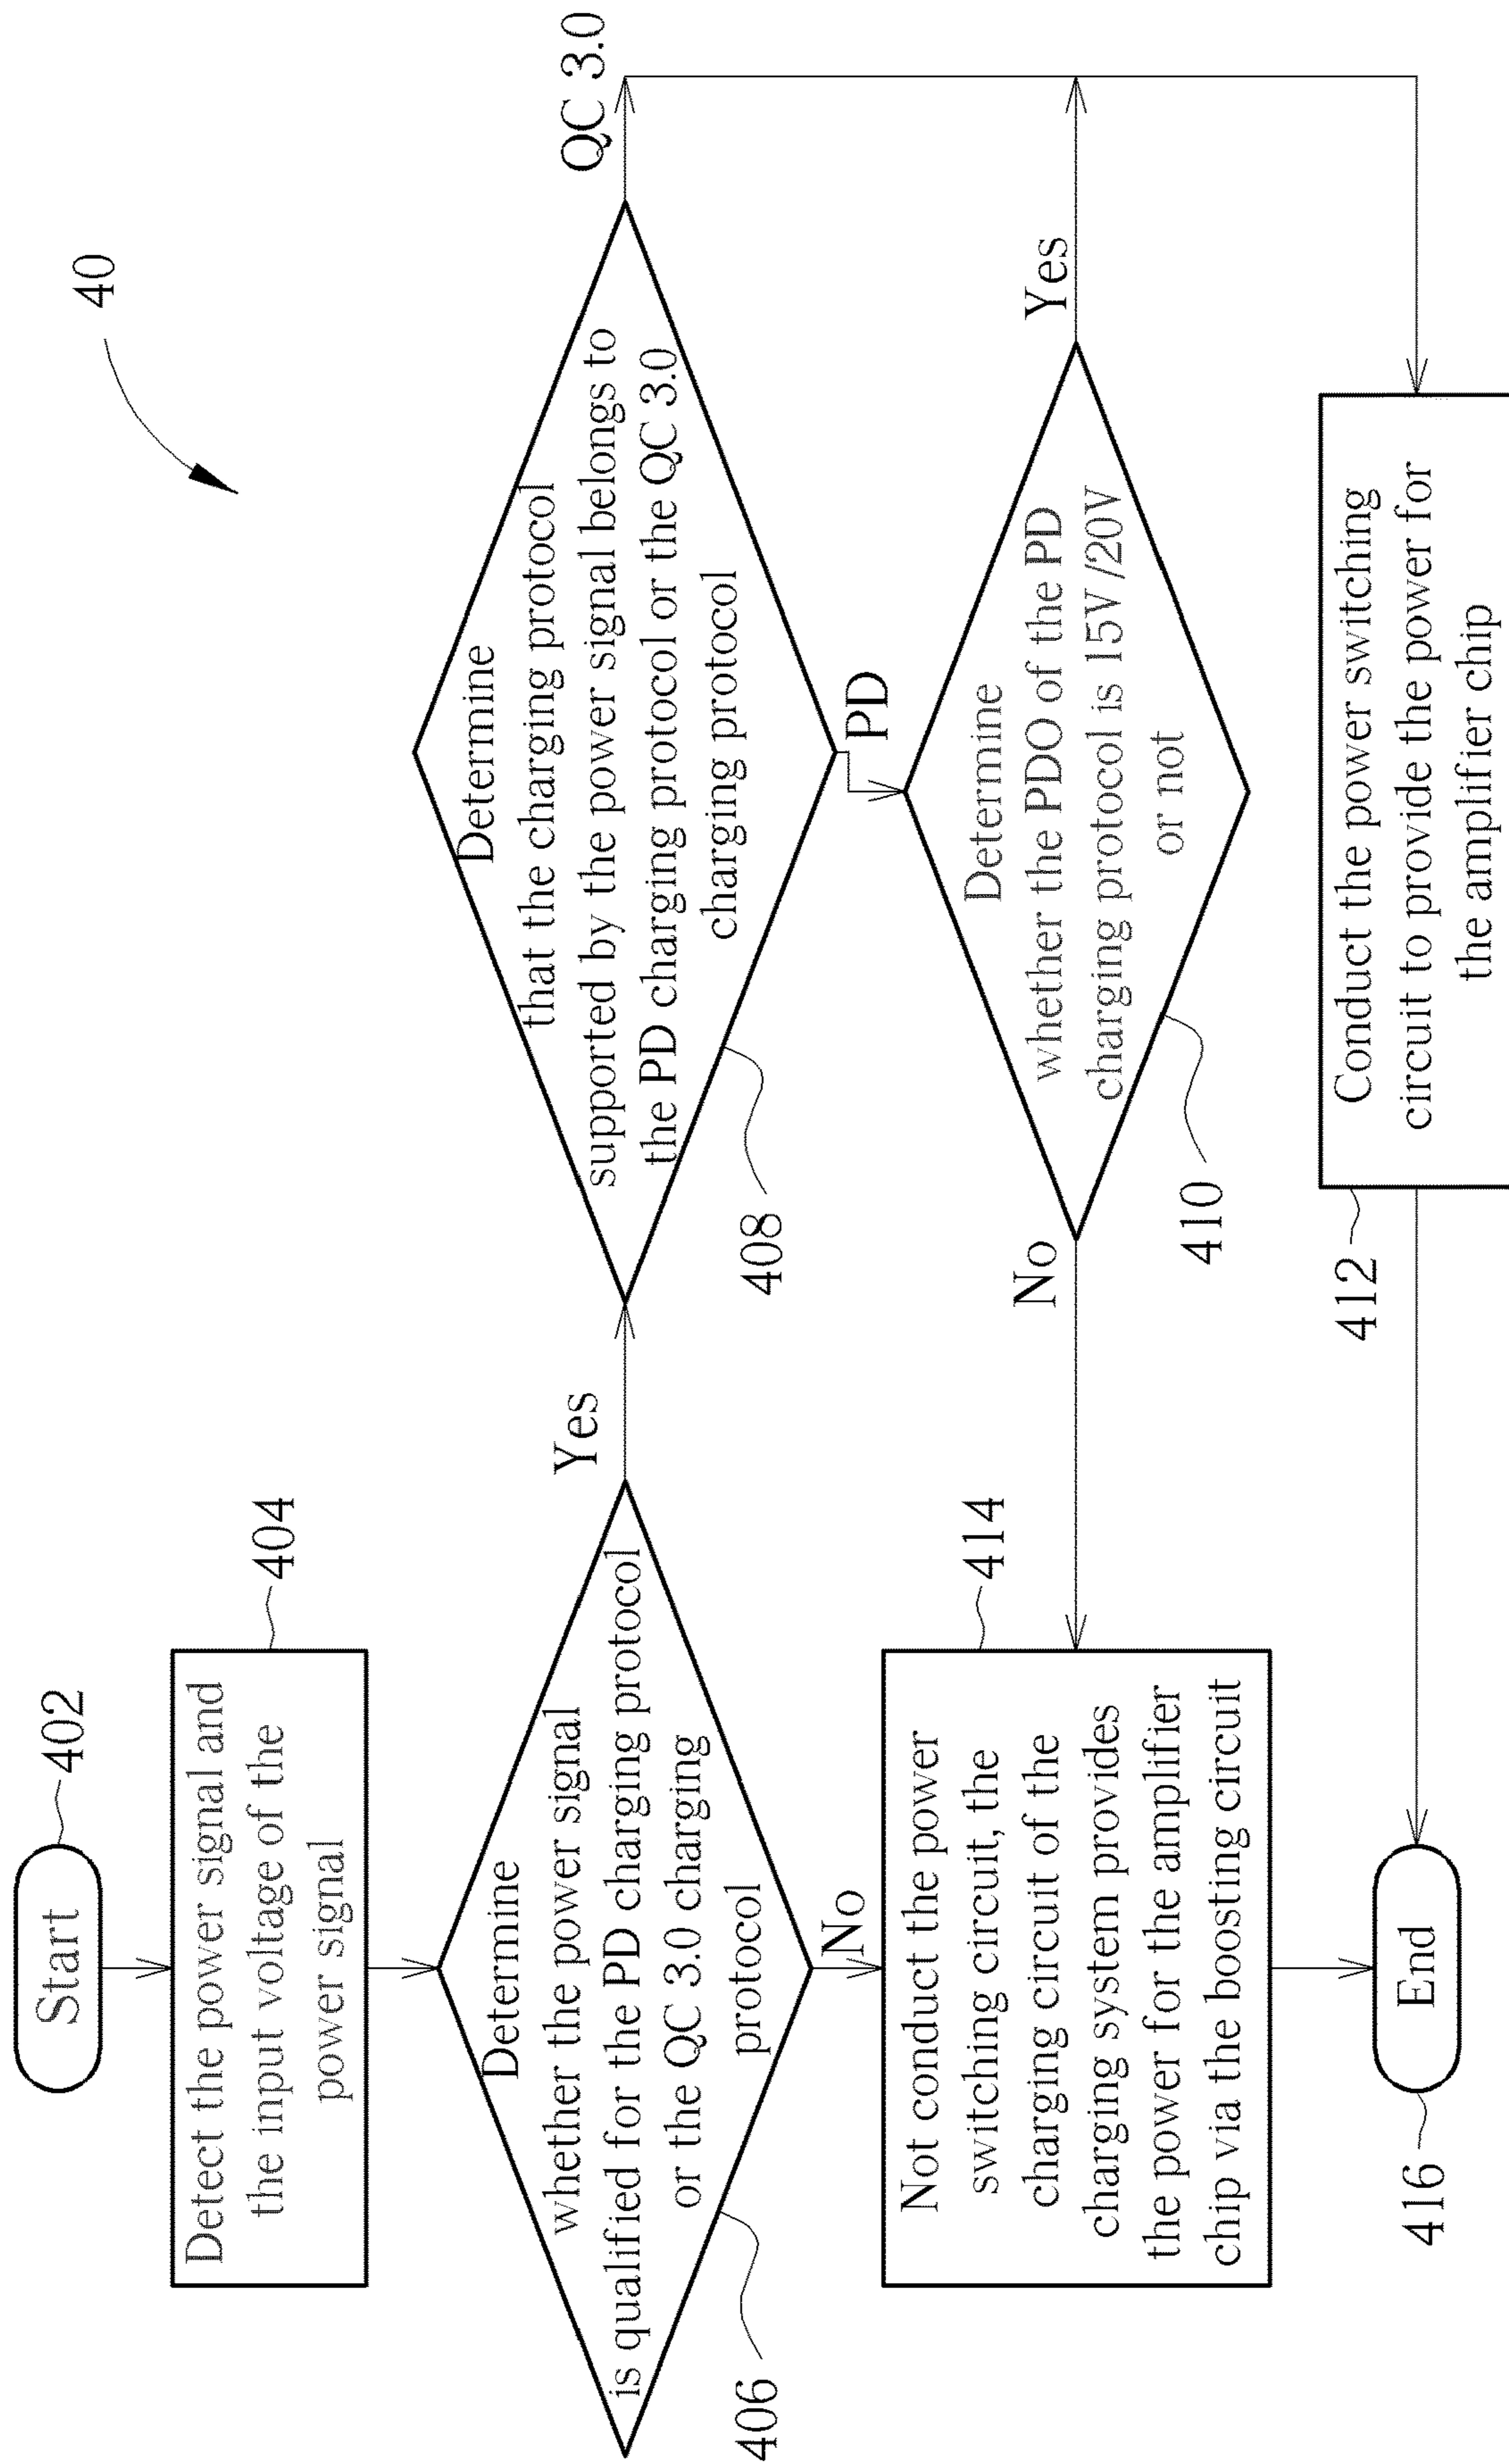 40
Start
402
Detect the power signal and
the input voltage of the
power signal
404
Determine
whether the power signal
is qualified for the PD charging protocol
or the QC 3.0 charging
protocol
406
Yes
No
Determine
that the charging protocol
supported by the power signal belongs to
the PD charging protocol or the QC 3.0
charging protocol
408
QC 3.0
PD
Determine
whether the PDO of the PD
charging protocol is 15V/20V
or not
410
Yes
No
Not conduct the power
switching circuit, the
charging circuit of the
charging system provides
the power for the amplifier
chip via the boosting circuit
414
Conduct the power switching
circuit to provide the power for
the amplifier chip
412
End
416